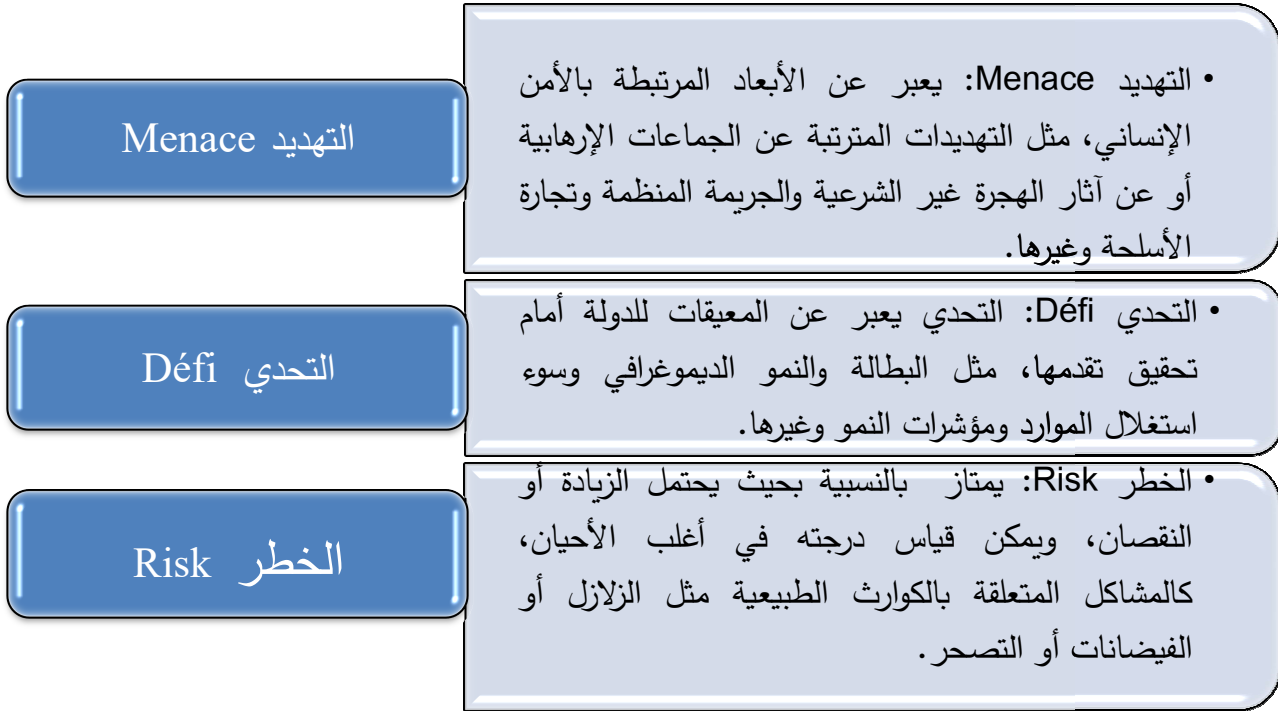 التهديد Menace
• التهديد Menace: يعبر عن الأبعاد المرتبطة بالأمن
الإنساني، مثل التهديدات المترتبة عن الجماعات الإرهابية
أو عن آثار الهجرة غير الشرعية والجريمة المنظمة وتجارة
الأسلحة وغيرها.
التحدي Défi
• التحدي Défi: التحدي يعبر عن المعيقات للدولة أمام
تحقيق تقدمها، مثل البطالة والنمو الديموغرافي وسوء
استغلال الموارد ومؤشرات النمو وغيرها.
الخطر Risk
• الخطر Risk: يمتاز بالنسبية بحيث يحتمل الزيادة أو
النقصان، ويمكن قياس درجته في أغلب الأحيان،
كالمشاكل المتعلقة بالكوارث الطبيعية مثل الزلازل أو
الفيضانات أو التصحر.